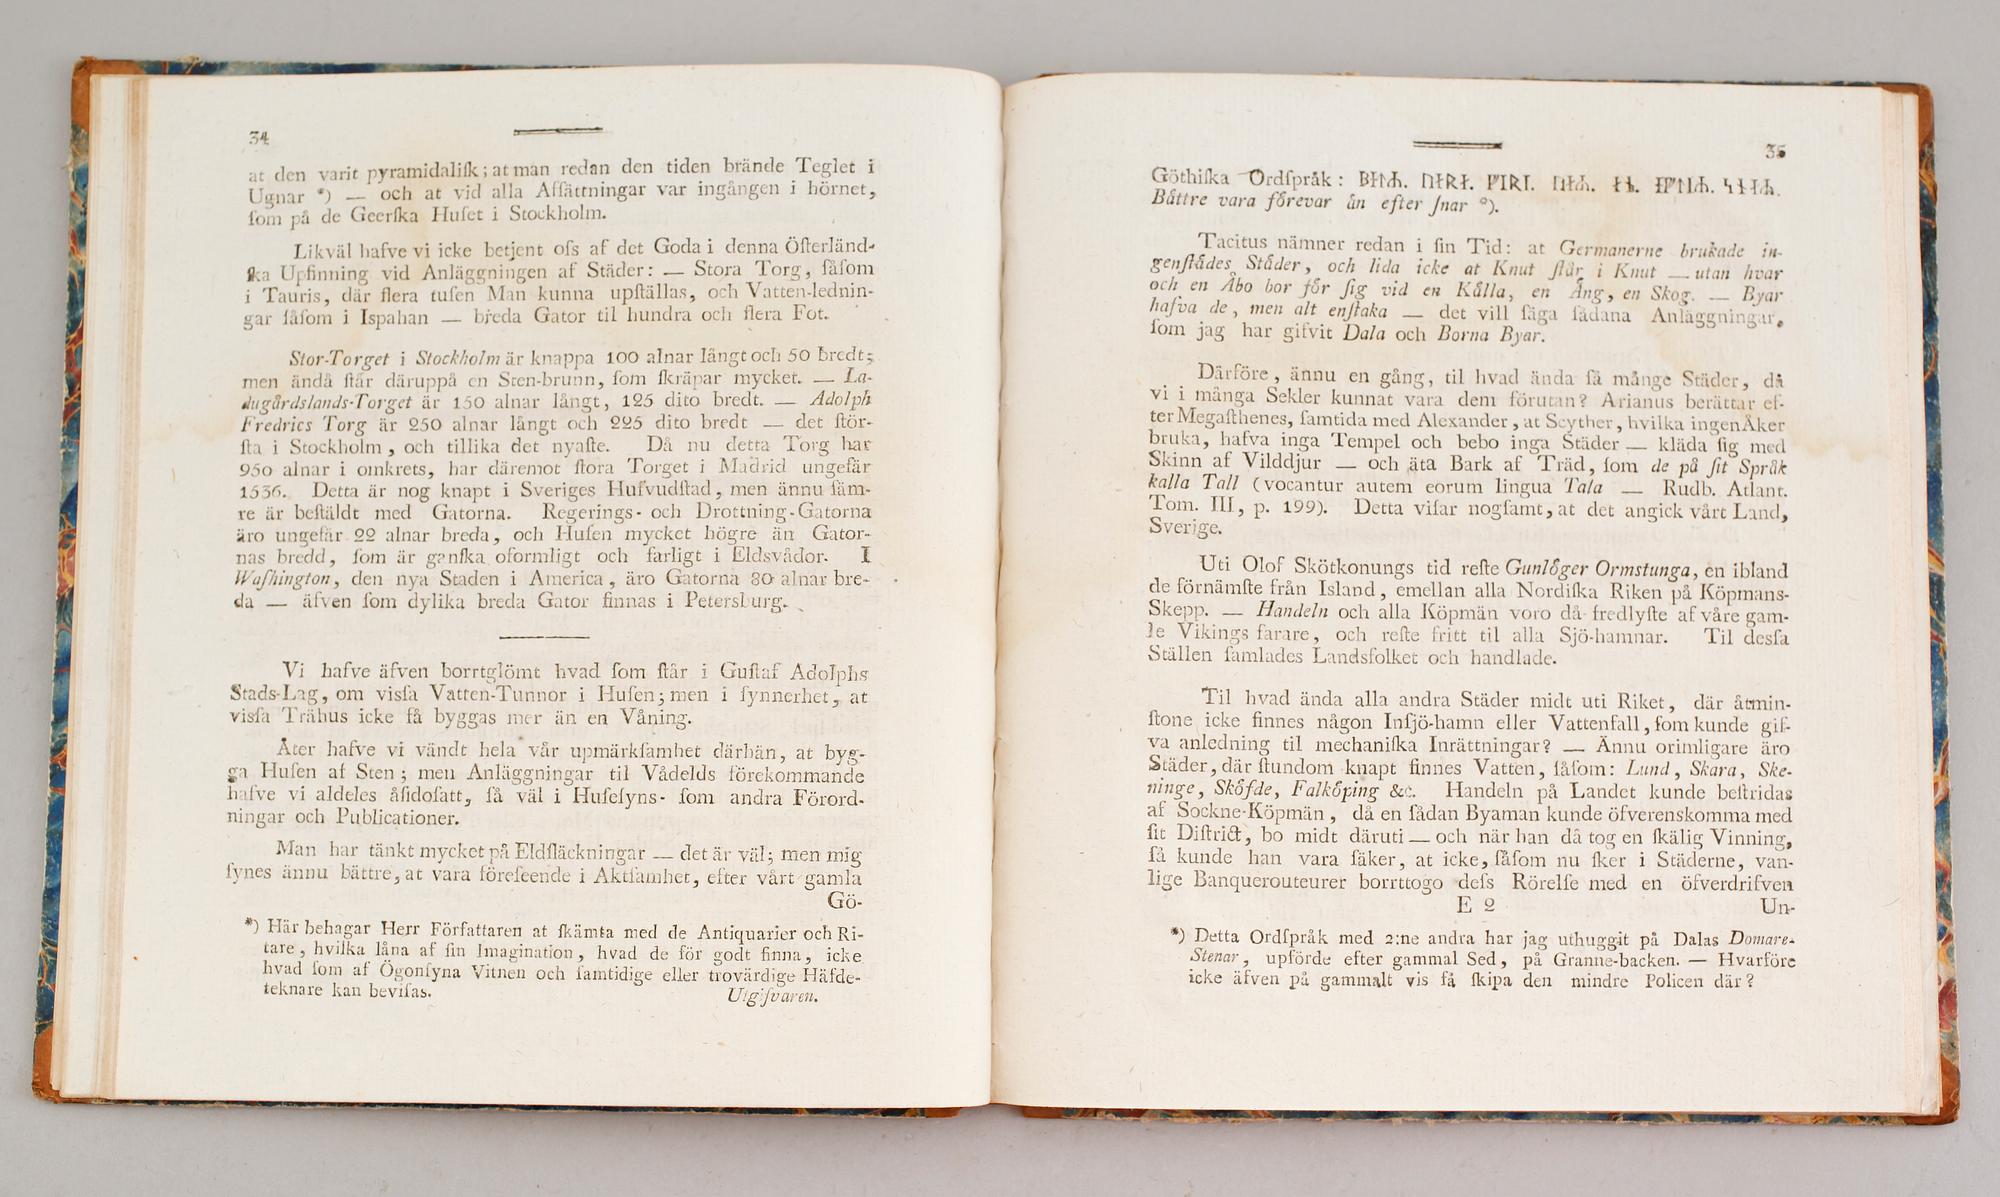 34
at den varit pyramidaliſk; at man redan den tiden brände Teglet i
Ugnar *) — och at vid alla Afſättningar var ingången i hörnet,
ſom på de Geerſka Huſet i Stockholm.
Likväl hafve vi icke betjent oſs af det Goda i denna Öſterländ-
ſka Upfinning vid Anläggningen af Städer: — Stora Torg, ſåſom
i Tauris, där flera tuſen Man kunna upſtällas, och Vatten-lednin-
gar ſåſom i Ispahan — breda Gator til hundra och flera Fot.
Stor-Torget i Stockholm är knappa 100 alnar långt och 50 bredt;
men ändå ſtår däruppå en Sten-brunn, ſom ſkräpar mycket. — La-
dugårdslands-Torget är 150 alnar långt, 125 dito bredt. — Adolph
Fredrics Torg är 250 alnar långt och 225 dito bredt — det ſtör-
ſta i Stockholm, och tillika det nyaſte. Då nu detta Torg har
950 alnar i omkrets, har däremot ſtora Torget i Madrid ungefär
1536. Detta är nog knapt i Sveriges Hufvudſtad, men ännu ſäm-
re är beſtäldt med Gatorna. Regerings- och Drottning-Gatorna
äro ungefär 22 alnar breda, och Huſen mycket högre än Gator-
nas bredd, ſom är ganſka oformligt och farligt i Eldsvådor. I
Waſhington, den nya Staden i America, äro Gatorna 80 alnar bre-
da — äfven ſom dylika breda Gator finnas i Petersburg.
Vi hafve äfven borrtglömt hvad ſom ſtår i Guſtaf Adolphs
Stads-Lag, om viſsa Vatten-Tunnor i Huſen; men i ſynnerhet, at
viſsa Trähus icke få byggas mer än en Våning.
Åter hafve vi vändt hela vår upmärkſamhet därhän, at byg-
ga Huſen af Sten; men Anläggningar til Vådelds förekommande
hafve vi aldeles åſidoſatt, ſå väl i Huſeſyns- ſom andra Förord-
ningar och Publicationer.
Man har tänkt mycket på Eldſläckningar — det är väl; men mig
ſynes ännu bättre, at vara föreſeende i Aktſamhet, efter vårt gamla
Gö-
*) Här behagar Herr Författaren at ſkämta med de Antiquarier och Ri-
tare, hvilka låna af ſin Imagination, hvad de för godt finna, icke
hvad ſom af Ögonſyna Vitnen och ſamtidige eller trovärdige Häfde-
teknare kan beviſas. Utgifvaren.
35
Göthiſka Ordſpråk:
Båttre vara fôrevar ån efter ſnar *).
Tacitus nämner redan i ſin Tid: at Germanerne brukade in-
genſtådes Ståder, och lida icke at Knut ſtår i Knut — utan hvar
och en Åbo bor fôr ſig vid en Kålla, en Ång, en Skog. — Byar
hafva de, men alt enſtaka — det vill ſäga ſådana Anläggningar,
ſom jag har gifvit Dala och Borna Byar.
Därföre, ännu en gång, til hvad ända ſå månge Städer, då
vi i många Sekler kunnat vara dem förutan? Arianus berättar ef-
ter Megaſthenes, ſamtida med Alexander, at Scyther, hvilka ingen Åker
bruka, hafva inga Tempel och bebo inga Städer — kläda ſig med
Skinn af Vilddjur — och äta Bark af Träd, ſom de på ſit Språk
kalla Tall (vocantur autem eorum lingua Tala — Rudb. Atlant.
Tom. III, p. 199). Detta viſar nogſamt, at det angick vårt Land,
Sverige.
Uti Olof Skötkonungs tid reſte Gunlôger Ormstunga, en ibland
de förnämſte från Island, emellan alla Nordiſka Riken på Köpmans-
Skepp. — Handeln och alla Köpmän voro då fredlyſte af våre gam-
le Vikings farare, och reſte fritt til alla Sjö-hamnar. Til deſsa
Ställen ſamlades Landsfolket och handlade.
Til hvad ända alla andra Städer midt uti Riket, där åtmin-
ſtone icke finnes någon Inſjö-hamn eller Vattenfall, ſom kunde gif-
va anledning til mechaniſka Inrättningar? — Ännu orimligare äro
Städer, där ſtundom knapt finnes Vatten, ſåſom: Lund, Skara, Ske-
ninge, Skôfde, Falkôping &c. Handeln på Landet kunde beſtridas
af Sockne-Köpmän, då en ſådan Byaman kunde öfverenskomma med
ſit Diſtrict, bo midt däruti — och när han då tog en ſkälig Vinning,
ſå kunde han vara ſäker, at icke, ſåſom nu ſker i Städerne, van-
lige Banquerouteurer borrttogo deſs Rörelſe med en öfverdrifven
E 2 Un-
*) Detta Ordſpråk med 2:ne andra har jag uthuggit på Dalas Domare-
Stenar, upförde efter gammal Sed, på Granne-backen. — Hvarföre
icke äfven på gammalt vis få ſkipa den mindre Policen där?